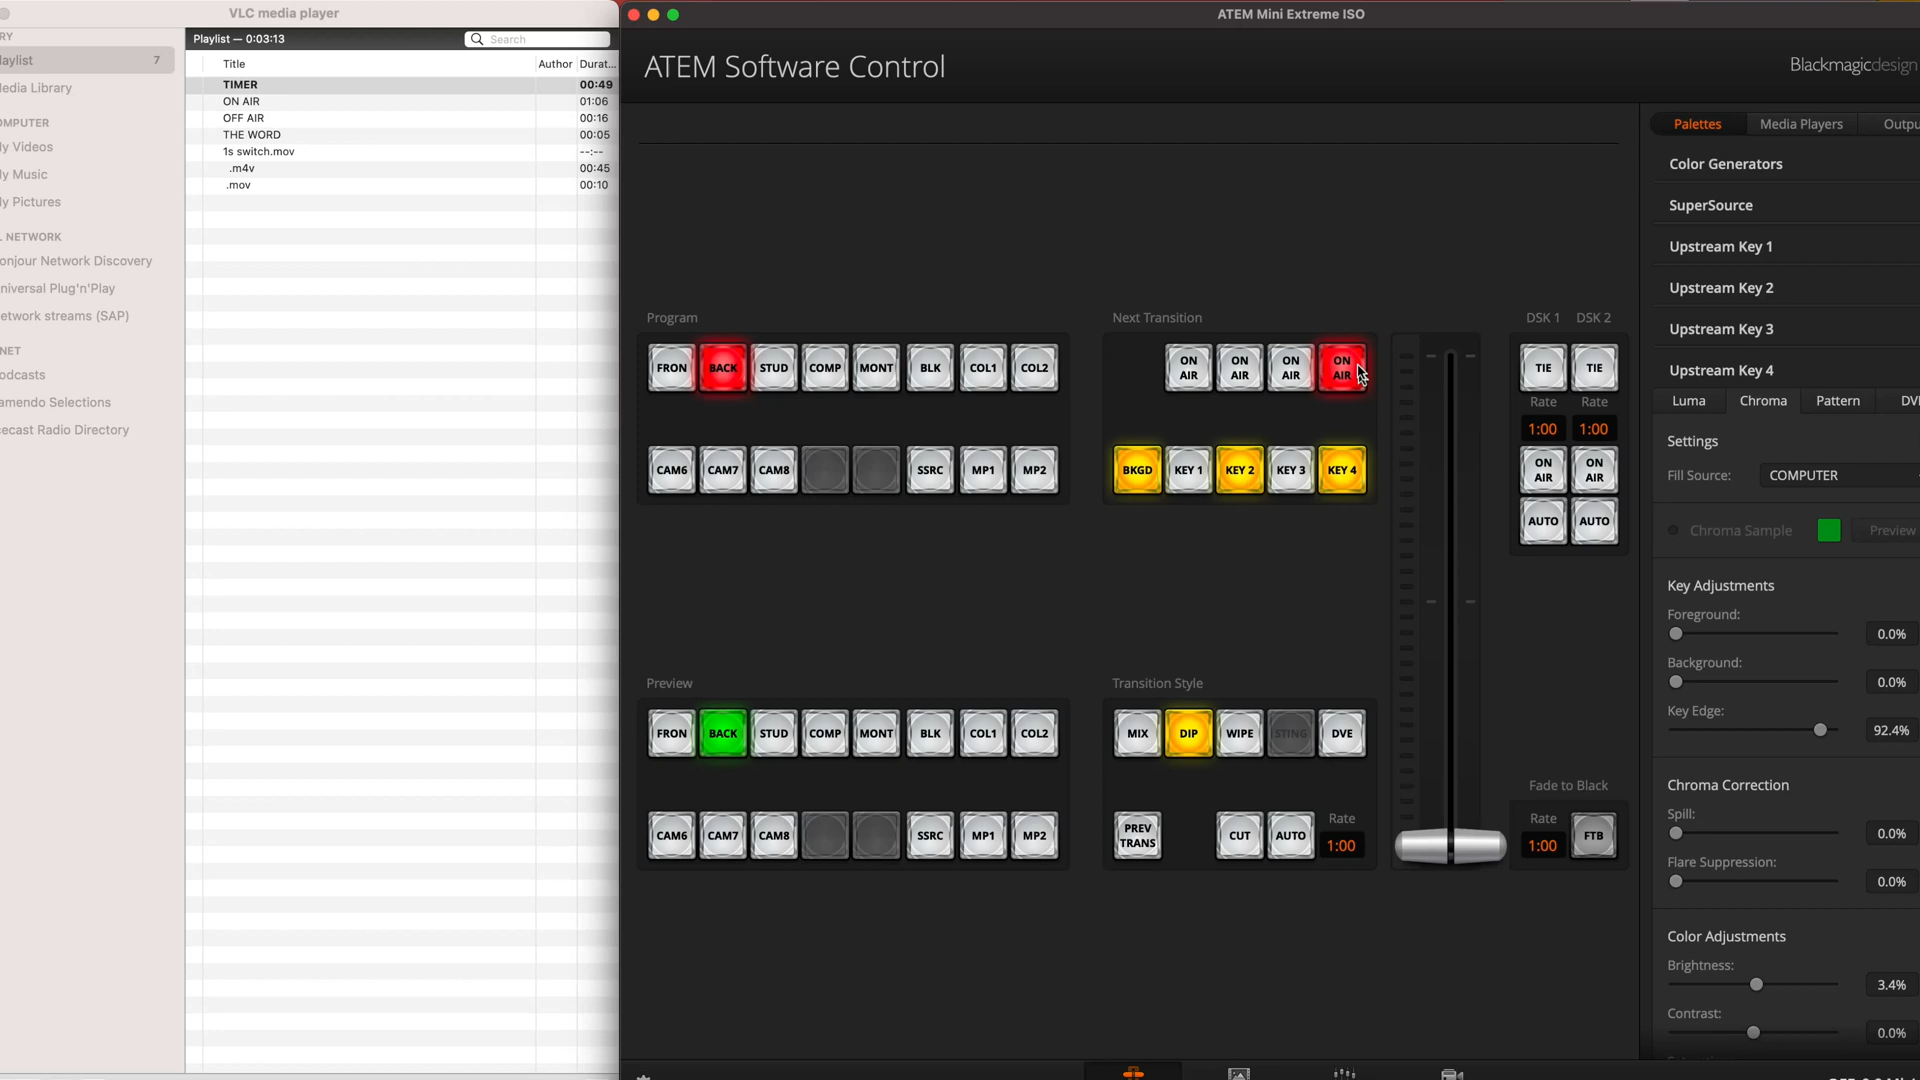 VLC media player
ATEM Mini Extreme ISO
RY
laylist 7
ledia Library
OMPUTER
ly Videos
ly Music
ly Pictures
L NETWORK
onjour Network Discovery
niversal Plug'n'Play
etwork streams (SAP)
NET
odcasts
amendo Selections
ecast Radio Directory
Playlist — 0:03:13
Search
Title Author Durat...
TIMER 00:49
ON AIR 01:06
OFF AIR 00:16
THE WORD 00:05
1s switch.mov --:--
.m4v 00:45
.mov 00:10
ATEM Software Control
Blackmagicdesign
Program
FRON BACK STUD COMP MONT BLK COL1 COL2
CAM6 CAM7 CAM8 SSRC MP1 MP2
Next Transition
ON AIR ON AIR ON AIR ON AIR
BKGD KEY 1 KEY 2 KEY 3 KEY 4
DSK 1 DSK 2
TIE TIE
Rate Rate
1:00 1:00
ON AIR ON AIR
AUTO AUTO
Preview
FRON BACK STUD COMP MONT BLK COL1 COL2
CAM6 CAM7 CAM8 SSRC MP1 MP2
Transition Style
MIX DIP WIPE STING DVE
PREV TRANS CUT AUTO
Rate
1:00
Fade to Black
Rate
1:00
FTB
Palettes Media Players Outpu
Color Generators
SuperSource
Upstream Key 1
Upstream Key 2
Upstream Key 3
Upstream Key 4
Luma Chroma Pattern DV
Settings
Fill Source: COMPUTER
Chroma Sample Preview
Key Adjustments
Foreground:
0.0%
Background:
0.0%
Key Edge:
92.4%
Chroma Correction
Spill:
0.0%
Flare Suppression:
0.0%
Color Adjustments
Brightness:
3.4%
Contrast:
0.0%